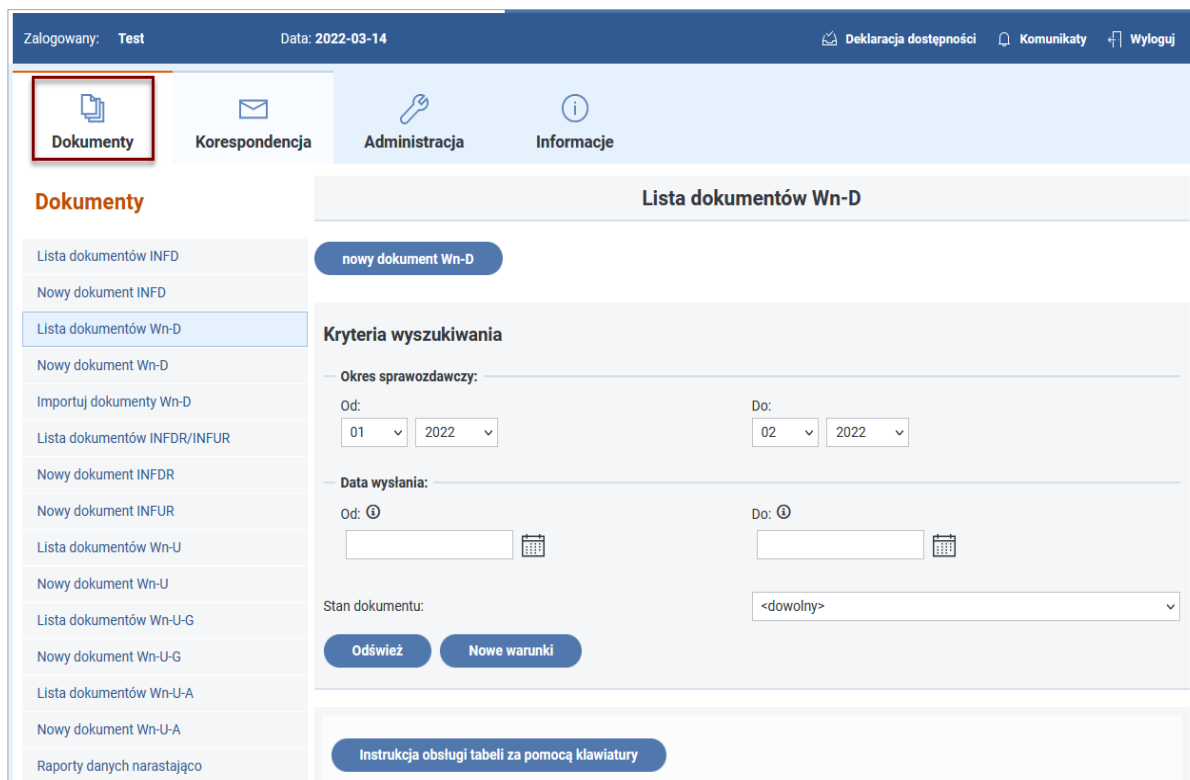 Zalogowany: Test Data: 2022-03-14 Deklaracja dostępności Komunikaty Wyloguj
Dokumenty Korespondencja Administracja Informacje
Dokumenty
Lista dokumentów INFD
Nowy dokument INFD
Lista dokumentów Wn-D
Nowy dokument Wn-D
Importuj dokumenty Wn-D
Lista dokumentów INFDR/INFUR
Nowy dokument INFDR
Nowy dokument INFUR
Lista dokumentów Wn-U
Nowy dokument Wn-U
Lista dokumentów Wn-U-G
Nowy dokument Wn-U-G
Lista dokumentów Wn-U-A
Nowy dokument Wn-U-A
Raporty danych narastająco
Lista dokumentów Wn-D
nowy dokument Wn-D
Kryteria wyszukiwania
Okres sprawozdawczy:
Od: Do:
01 2022 02 2022
Data wysłania:
Od: Do:
Stan dokumentu: <dowolny>
Odśwież Nowe warunki
Instrukcja obsługi tabeli za pomocą klawiatury